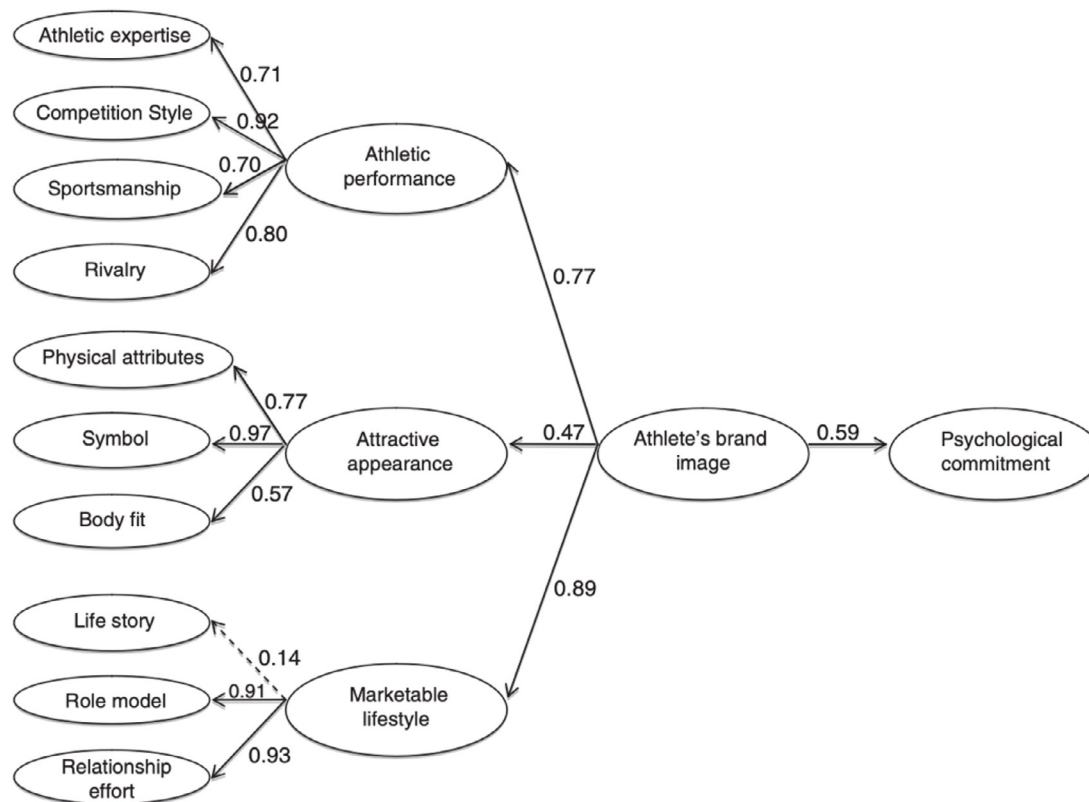 Athletic expertise
0.71
Competition Style
0.92
Sportsmanship
0.70
Rivalry
0.80
Athletic
performance
0.77
Physical attributes
0.77
Symbol
0.97
Body fit
0.57
Attractive
appearance
0.47
Athlete's brand
image
0.59
Psychological
commitment
0.89
Life story
0.14
Role model
0.91
Relationship
effort
0.93
Marketable
lifestyle